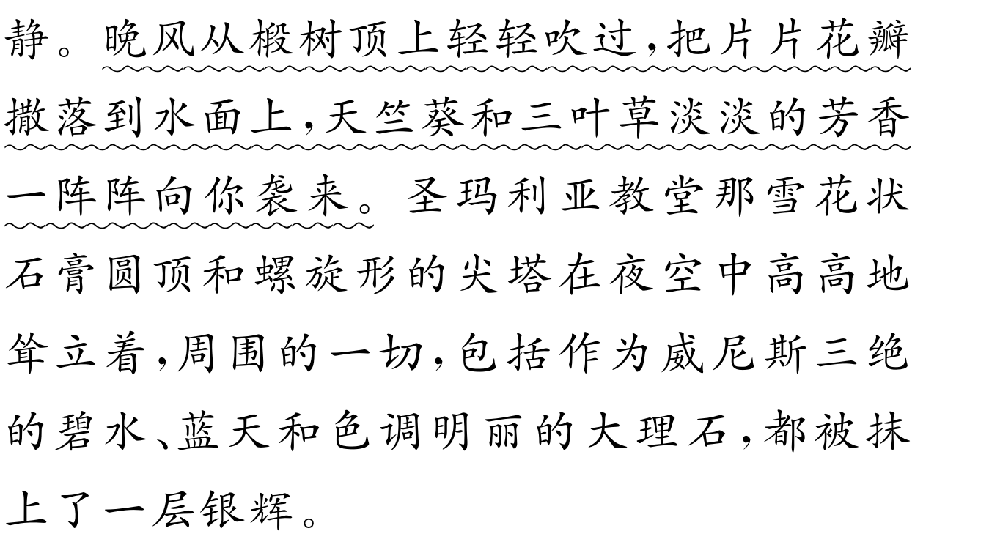 静。晚风从椴树顶上轻轻吹过,把片片花瓣
撒落到水面上,天竺葵和三叶草淡淡的芳香
一阵阵向你袭来。圣玛利亚教堂那雪花状
石膏圆顶和螺旋形的尖塔在夜空中高高地
耸立着,周围的一切,包括作为威尼斯三绝
的碧水、蓝天和色调明丽的大理石,都被抹
上了一层银辉。